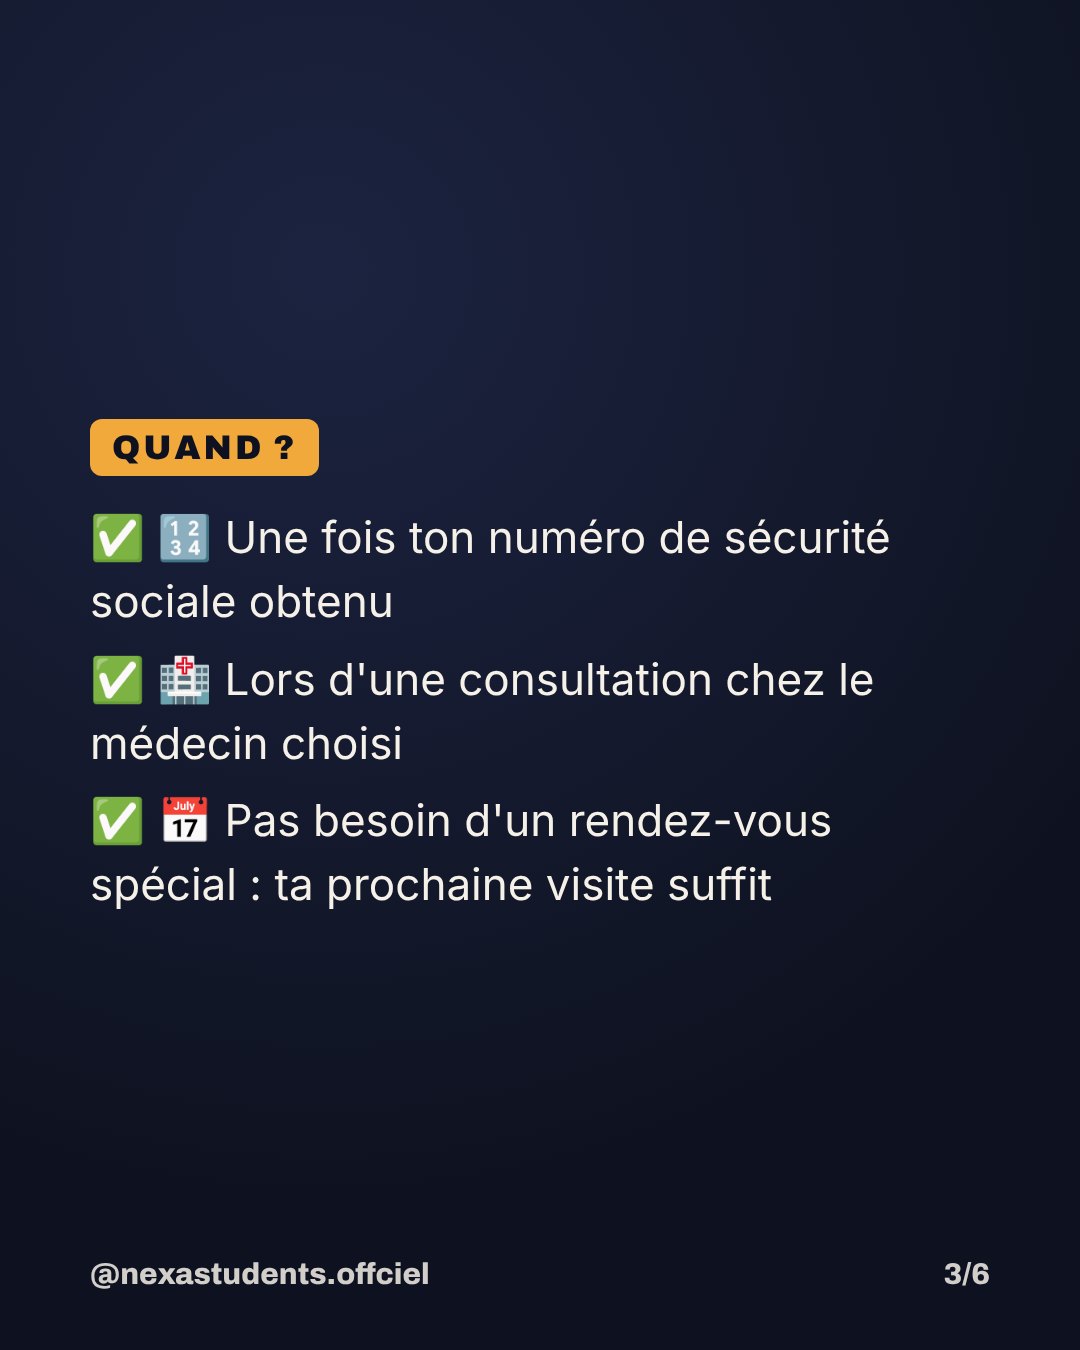 QUAND ?
✅ 🔢 Une fois ton numéro de sécurité
sociale obtenu
✅ 🏥 Lors d'une consultation chez le
médecin choisi
✅ 📅 Pas besoin d'un rendez-vous
spécial : ta prochaine visite suffit
@nexastudents.offciel
3/6